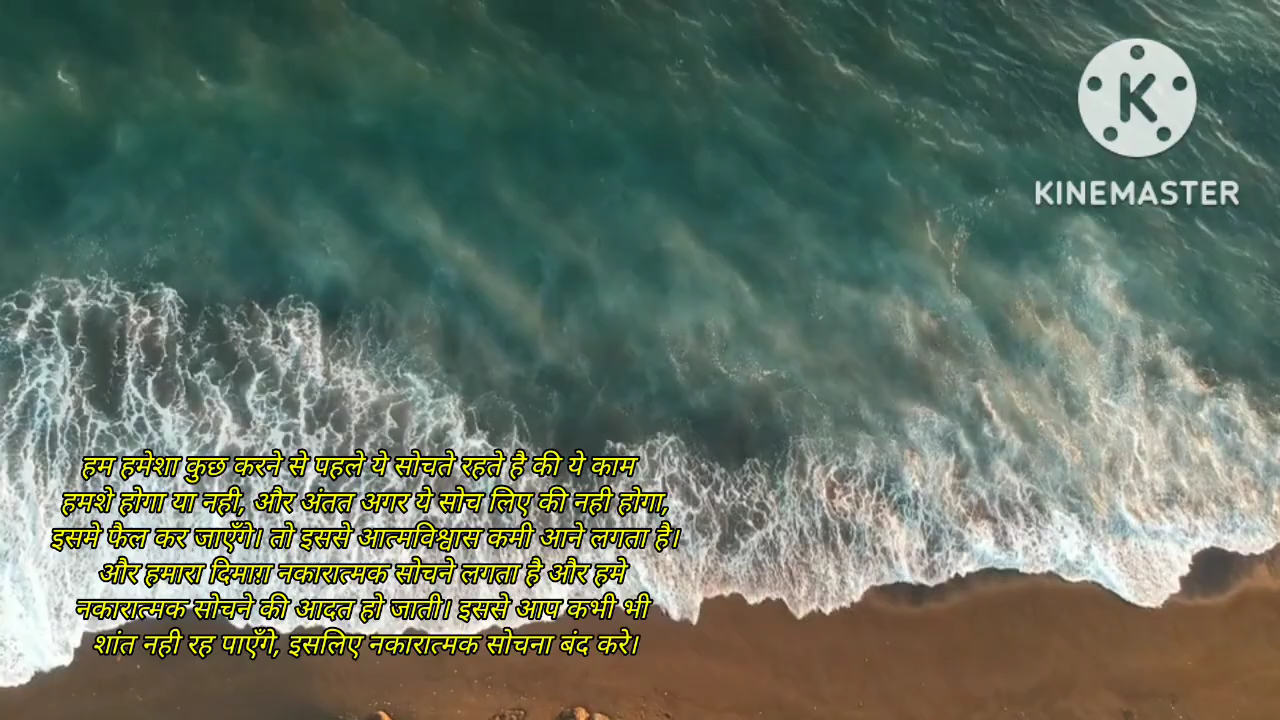 K
KINEMASTER
हम हमेशा कुछ करने से पहले ये सोचते रहते है की ये काम
हमशे होगा या नही, और अंतत अगर ये सोच लिए की नही होगा,
इसमे फैल कर जाएँगे। तो इससे आत्मविश्वास कमी आने लगता है।
और हमारा दिमाग़ नकारात्मक सोचने लगता है और हमे
नकारात्मक सोचने की आदत हो जाती। इससे आप कभी भी
शांत नही रह पाएँगे, इसलिए नकारात्मक सोचना बंद करे।